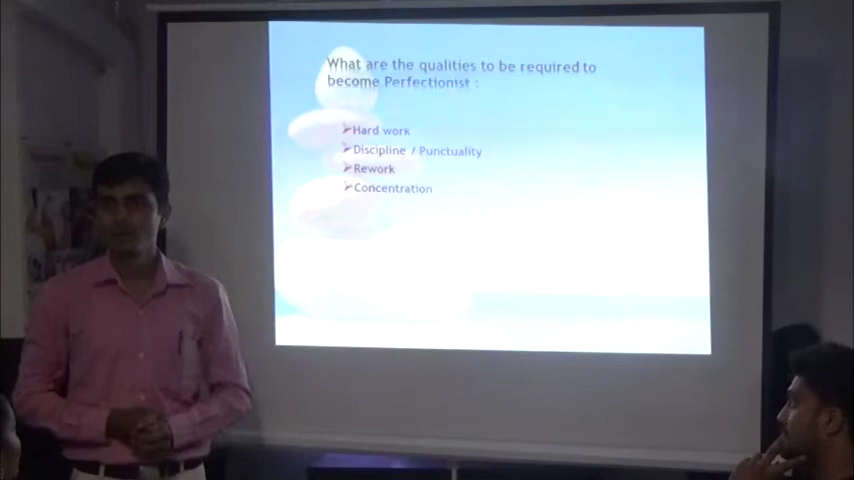 What are the qualities to be required to
become Perfectionist :
Hard work
Discipline / Punctuality
Rework
Concentration